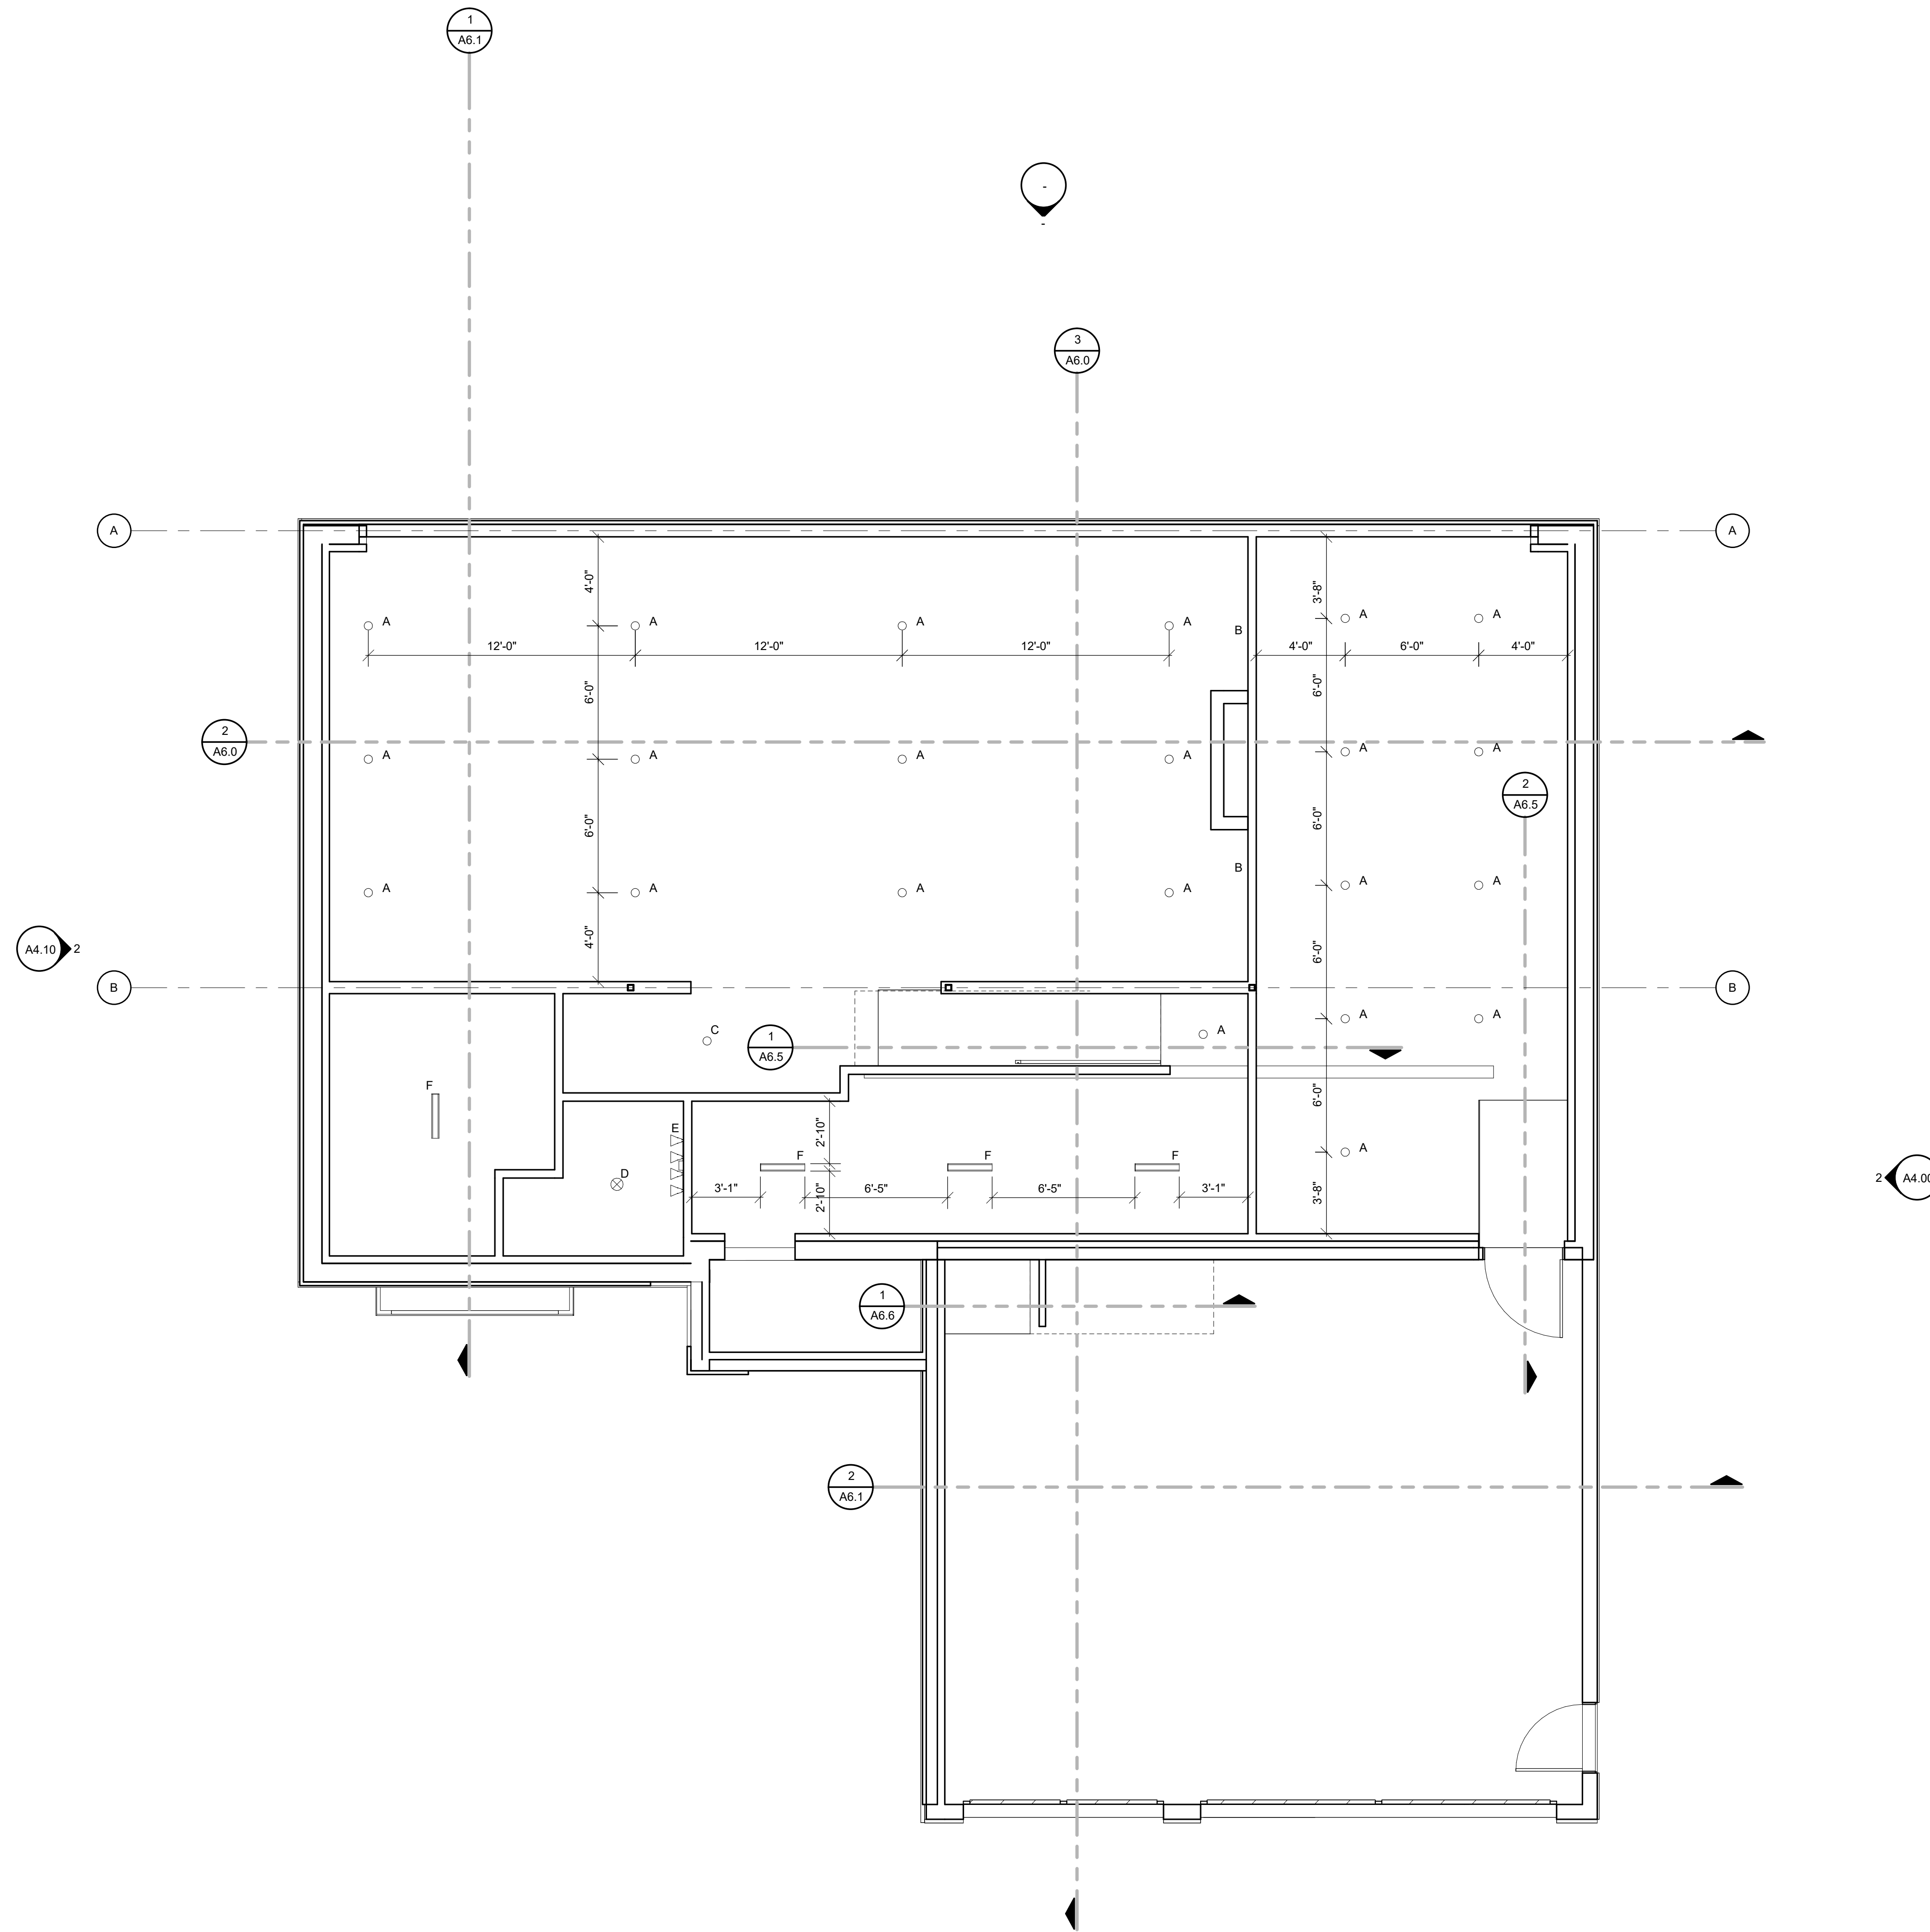 1
A6.1
-
-
3
A6.0
A A
4'-0" 3'-8"
A A A A B A A
12'-0" 12'-0" 12'-0" 4'-0" 6'-0" 4'-0"
6'-0" 6'-0"
2
A6.0
A A A A A A
2
A6.5
6'-0" 6'-0"
B
A A A A A A
4'-0" 6'-0"
A4.10 2
B B
C A A A
1
A6.5
F 6'-0"
2'-10"
E
F F F A
D
2 A4.00
3'-1" 2'-10" 6'-5" 6'-5" 3'-1" 3'-8"
1
A6.6
2
A6.1